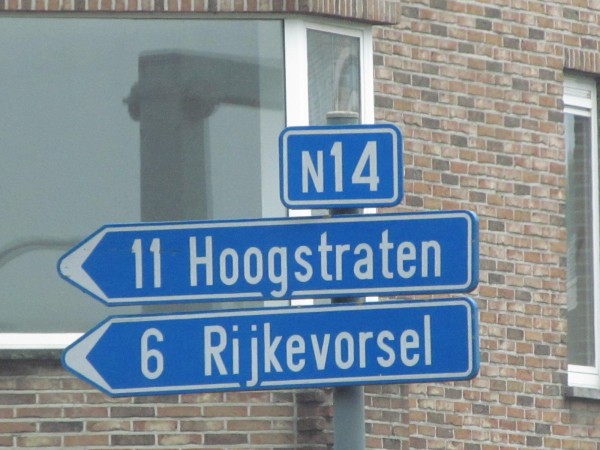 N14
11 Hoogstraten
6 Rijkevorsel